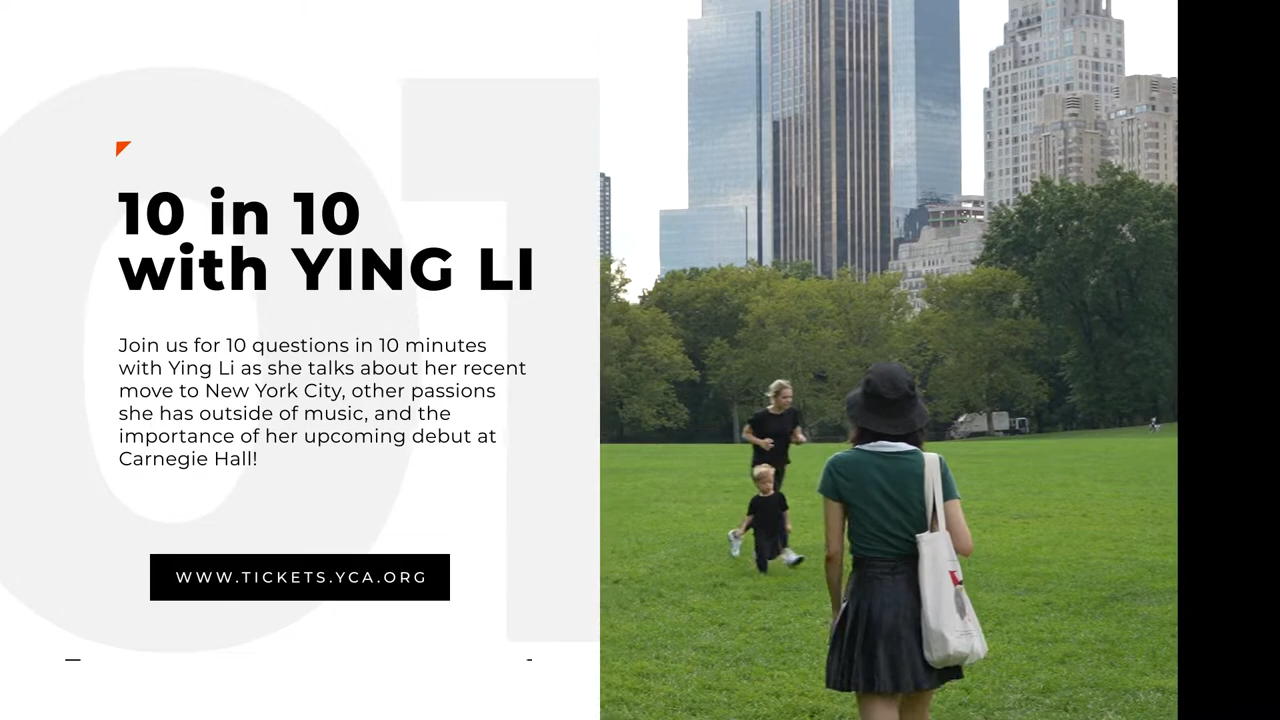 10 in 10
with YING LI
Join us for 10 questions in 10 minutes
with Ying Li as she talks about her recent
move to New York City, other passions
she has outside of music, and the
importance of her upcoming debut at
Carnegie Hall!
WWW.TICKETS.YCA.ORG